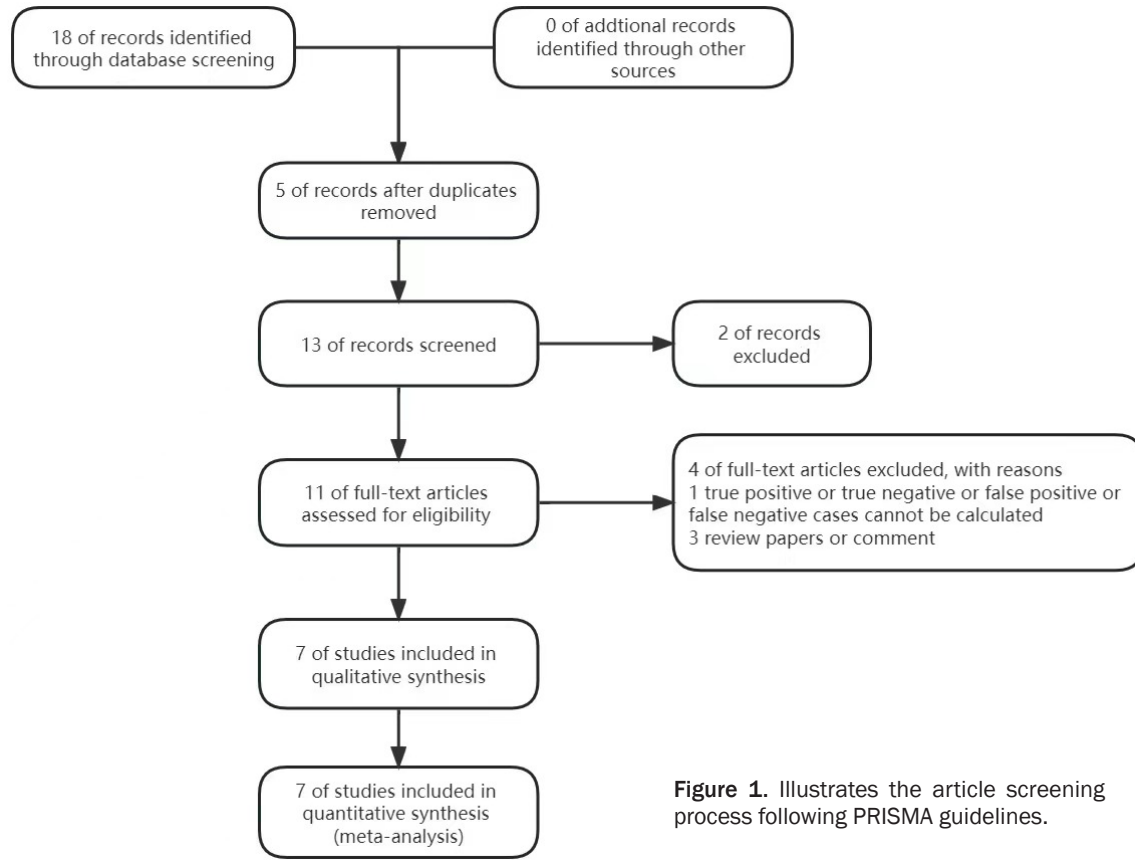 18 of records identified
through database screening
0 of addtional records
identified through other
sources
5 of records after duplicates
removed
13 of records screened
2 of records
excluded
11 of full-text articles
assessed for eligibility
4 of full-text articles excluded, with reasons
1 true positive or true negative or false positive or
false negative cases cannot be calculated
3 review papers or comment
7 of studies included in
qualitative synthesis
7 of studies included in
quantitative synthesis
(meta-analysis)
Figure 1. Illustrates the article screening
process following PRISMA guidelines.